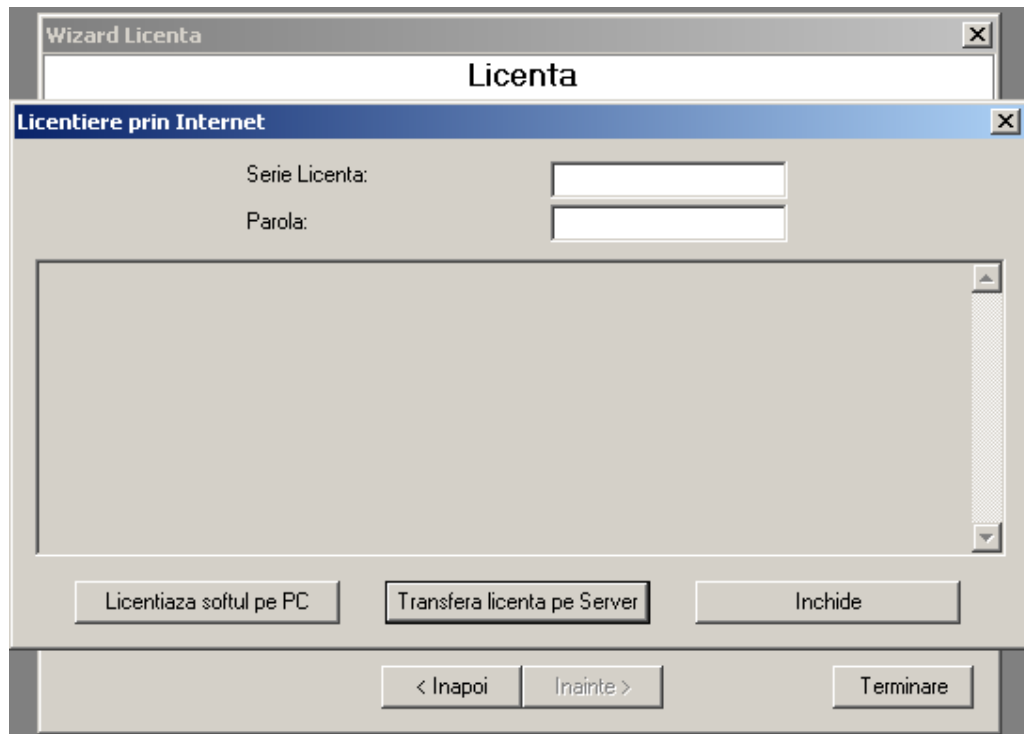 Wizard Licenta
Licenta
Licentiere prin Internet
Serie Licenta:
Parola:
Licentiaza softul pe PC Transfera licenta pe Server Inchide
< Inapoi Inainte > Terminare